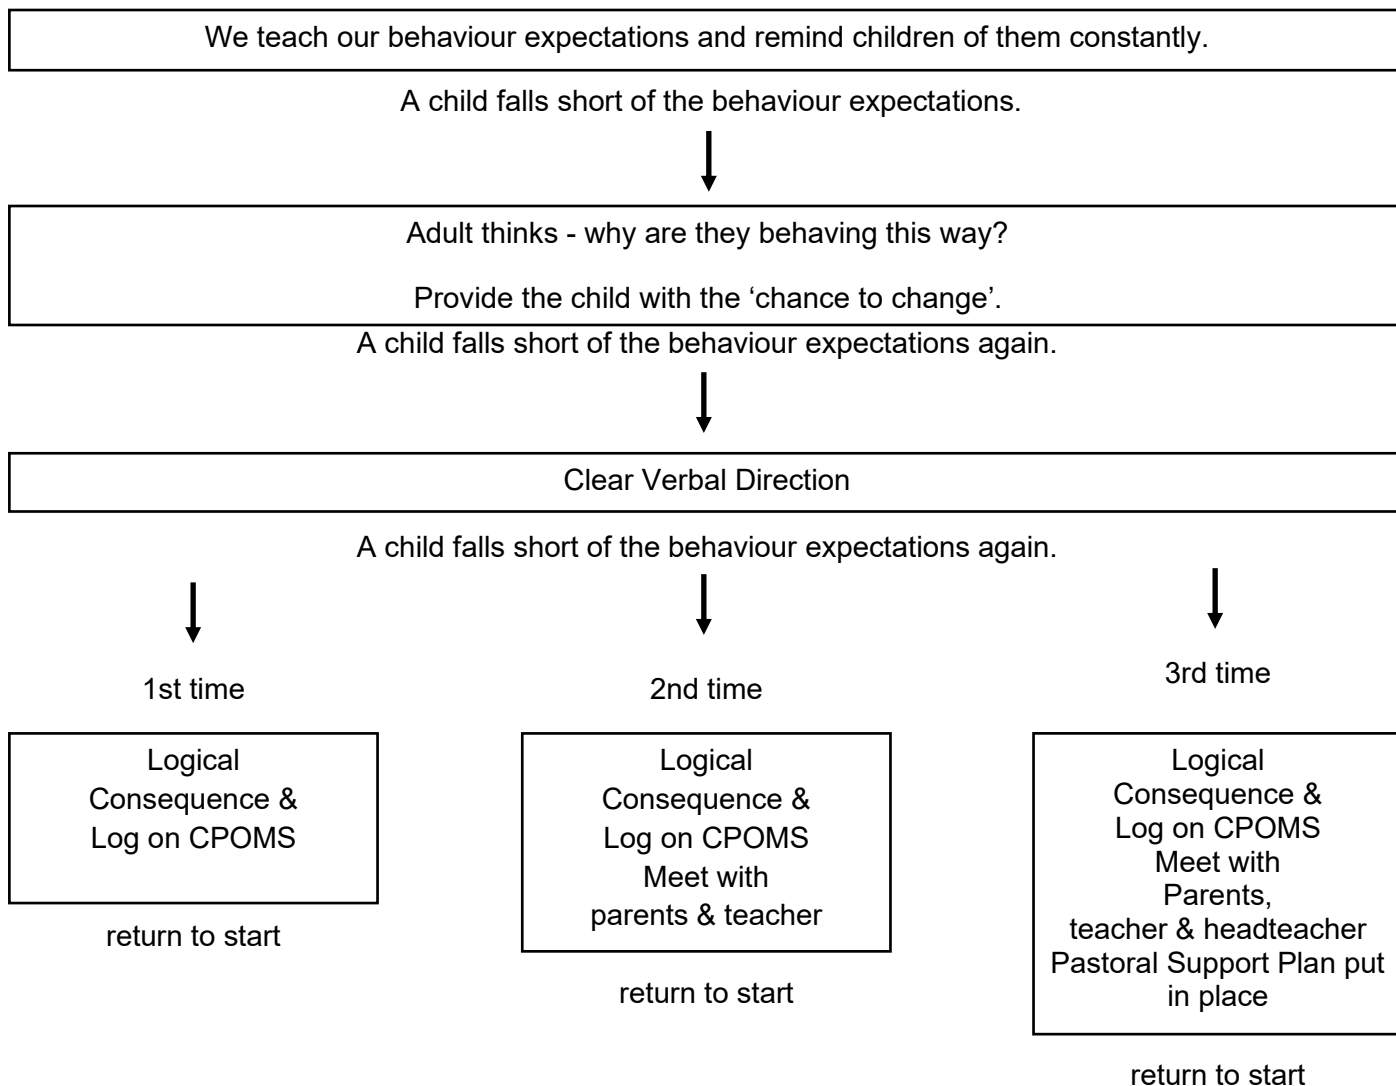 We teach our behaviour expectations and remind children of them constantly.
A child falls short of the behaviour expectations.
Adult thinks - why are they behaving this way?
Provide the child with the ‘chance to change’.
A child falls short of the behaviour expectations again.
Clear Verbal Direction
A child falls short of the behaviour expectations again.
1st time
Logical
Consequence &
Log on CPOMS
return to start
2nd time
Logical
Consequence &
Log on CPOMS
Meet with
parents & teacher
return to start
3rd time
Logical
Consequence &
Log on CPOMS
Meet with
Parents,
teacher & headteacher
Pastoral Support Plan put
in place
return to start